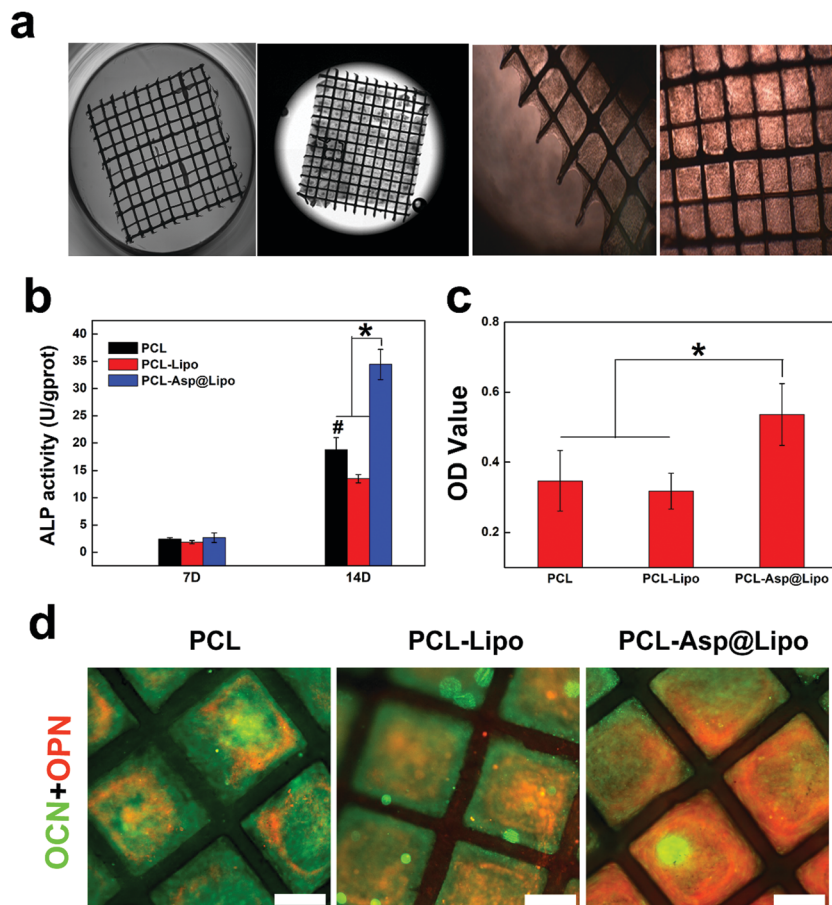 a
b
c
ALP activity (U/gprot)
40
35
30
25
20
15
10
5
0
PCL
PCL-Lipo
PCL-Asp@Lipo
*
#
7D
14D
OD Value
0.8
0.6
0.4
0.2
*
PCL
PCL-Lipo
PCL-Asp@Lipo
d
PCL
PCL-Lipo
PCL-Asp@Lipo
OCN+OPN